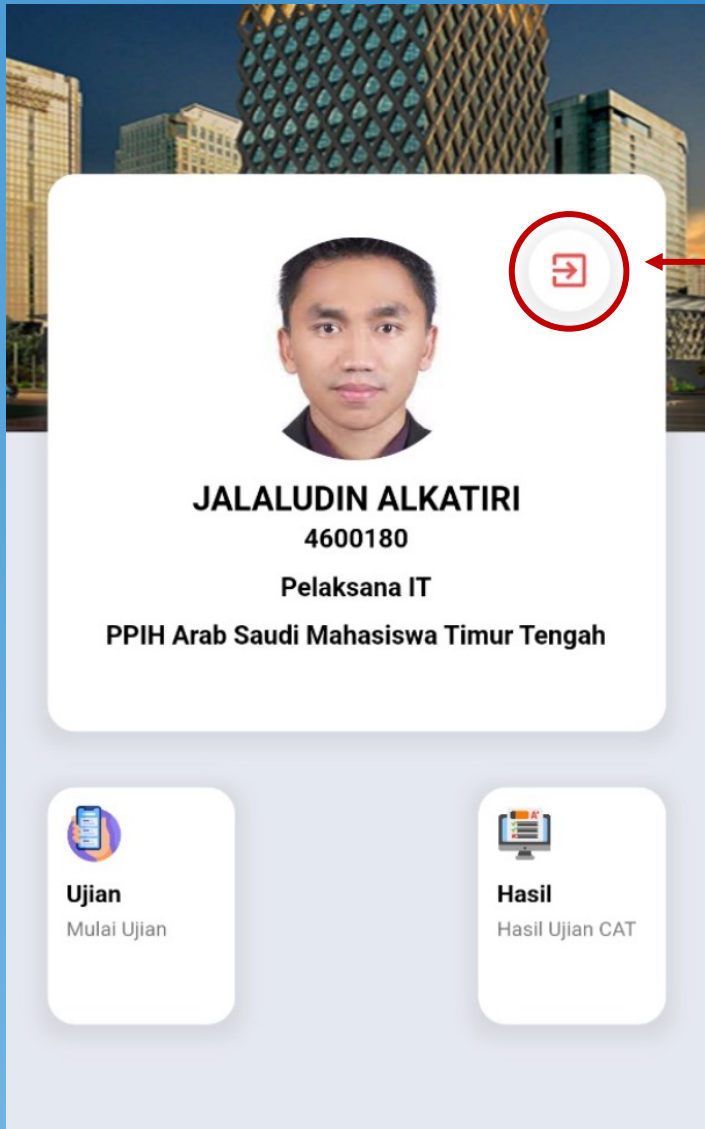 JALALUDIN ALKATIRI
4600180
Pelaksana IT
PPIH Arab Saudi Mahasiswa Timur Tengah
Ujian
Mulai Ujian
Hasil
Hasil Ujian CAT